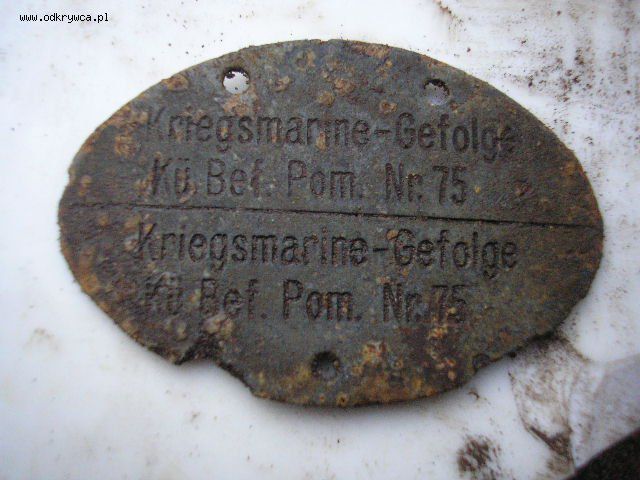 www.odkrywca.pl
Kriegsmarine-Gefolge
Kü. Bef. Pom. Nr. 75
Kriegsmarine-Gefolge
Kü. Bef. Pom. Nr. 75